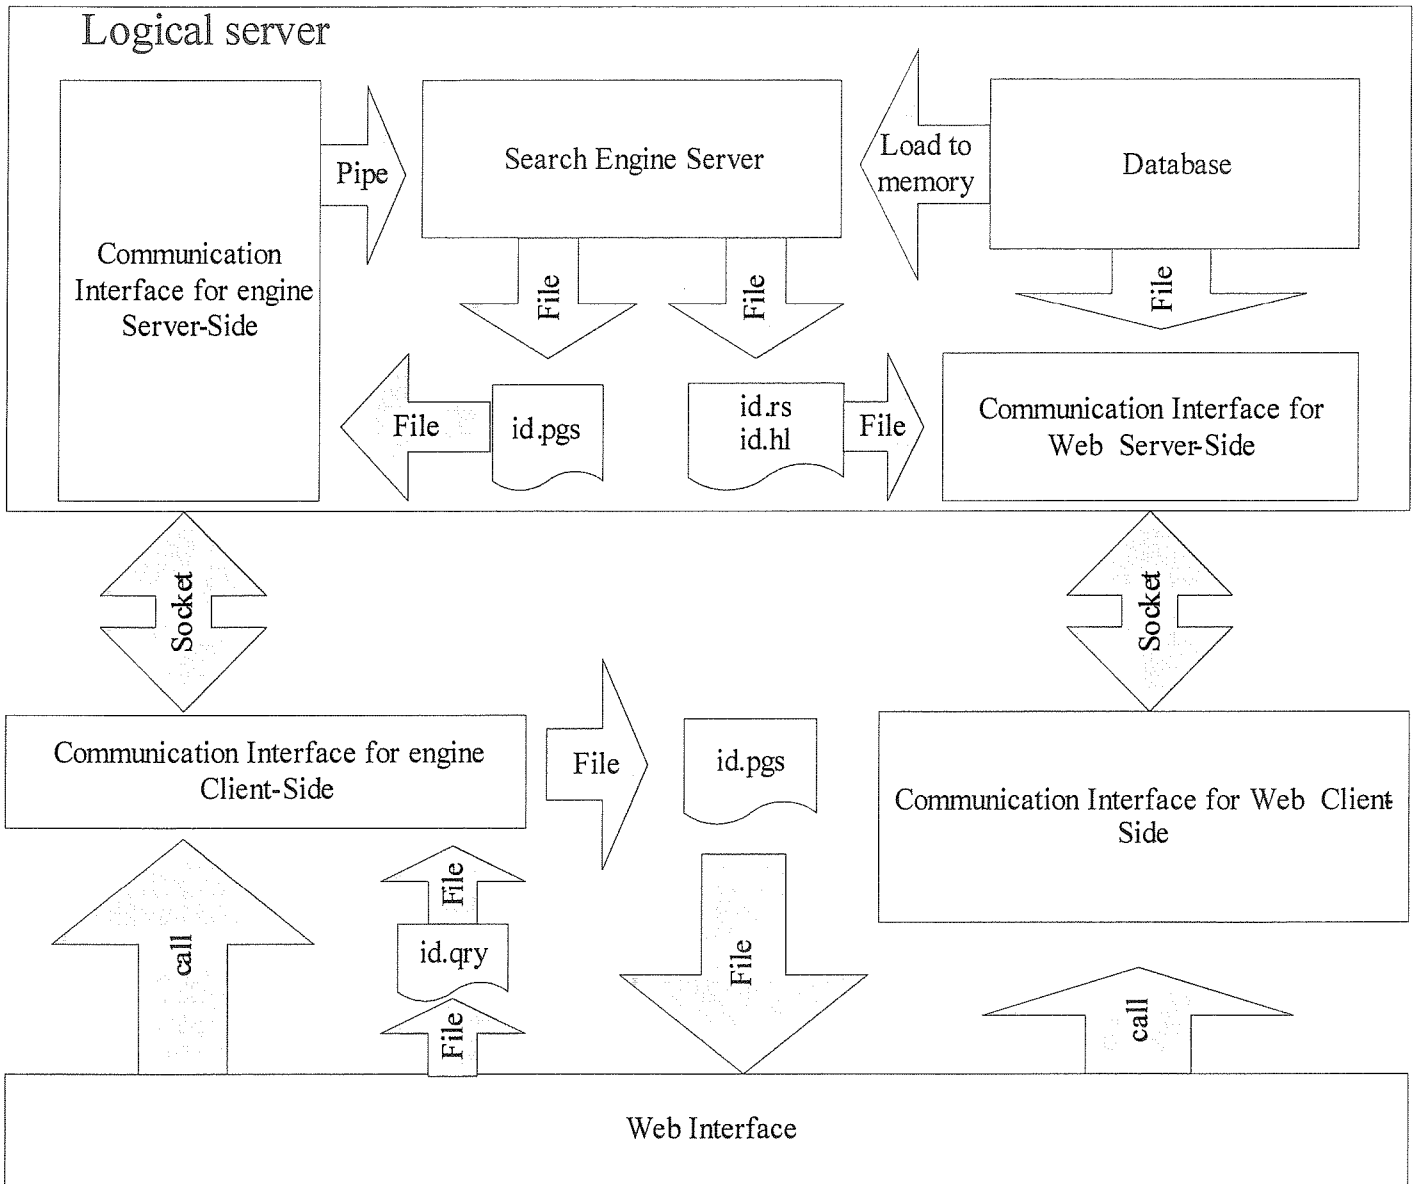 Logical server
Communication
Interface for engine
Server-Side
Pipe
Search Engine Server
Load to
memory
Database
File
File
File
File
id.pgs
id.rs
id.hl
File
Communication Interface for
Web Server-Side
Socket
Socket
Communication Interface for engine
Client-Side
File
id.pgs
Communication Interface for Web Client-
Side
call
File
id.qry
File
File
call
Web Interface